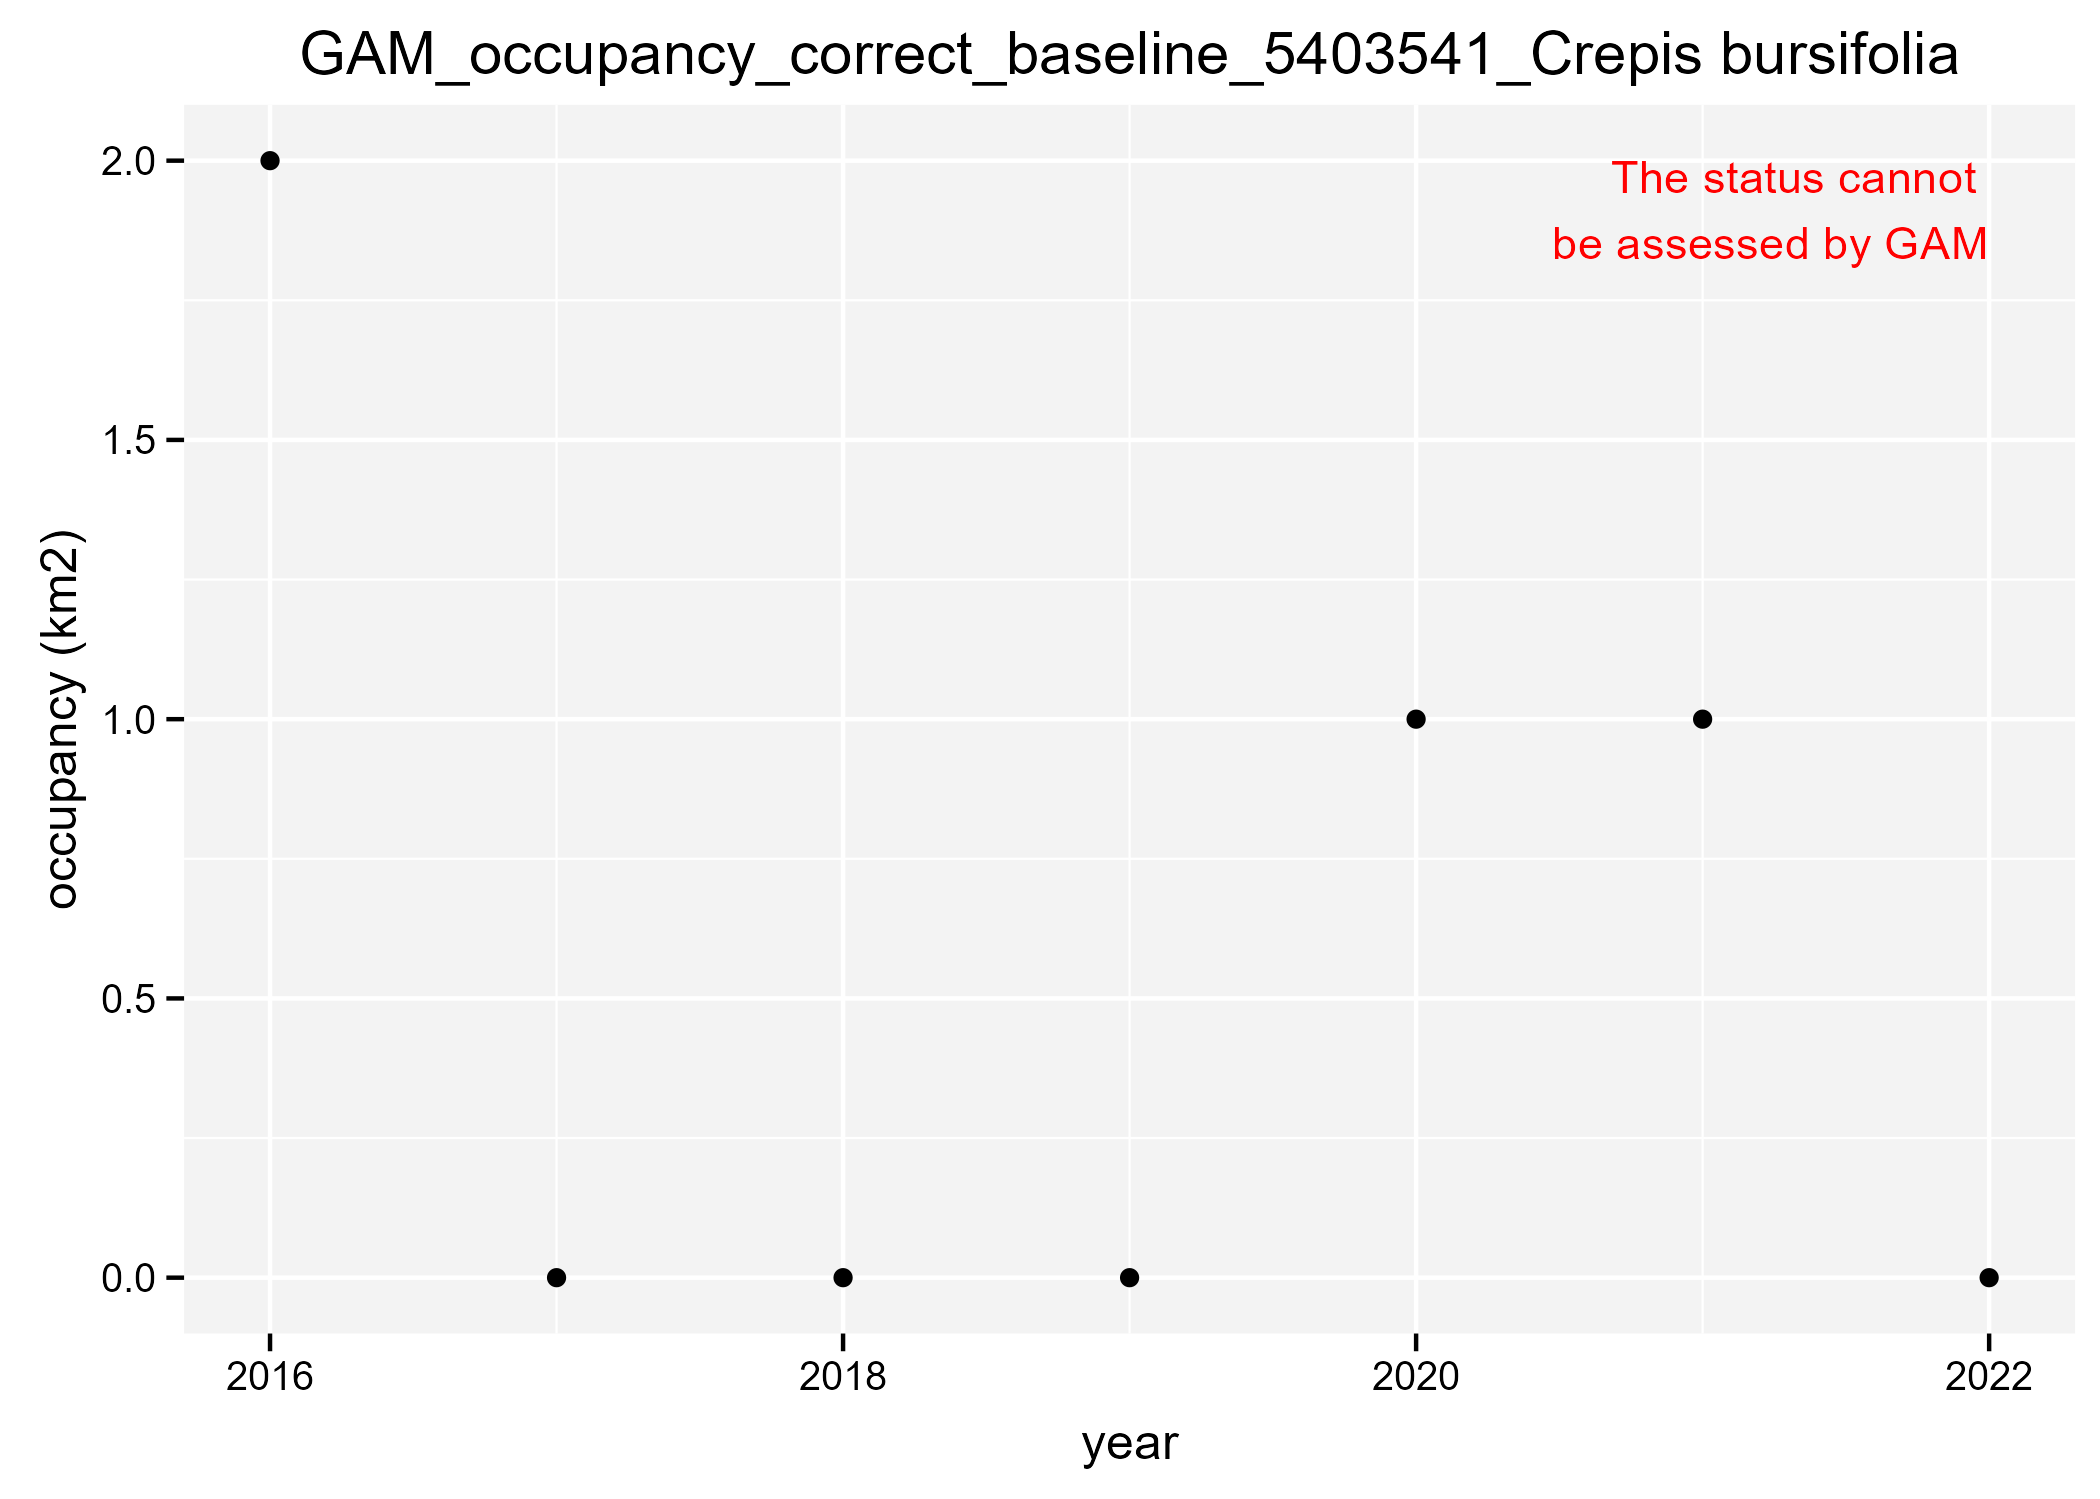 GAM_occupancy_correct_baseline_5403541_Crepis bursifolia
The status cannot
be assessed by GAM
2.0
1.5
1.0
0.5
0.0
occupancy (km2)
2016
2018
2020
2022
year